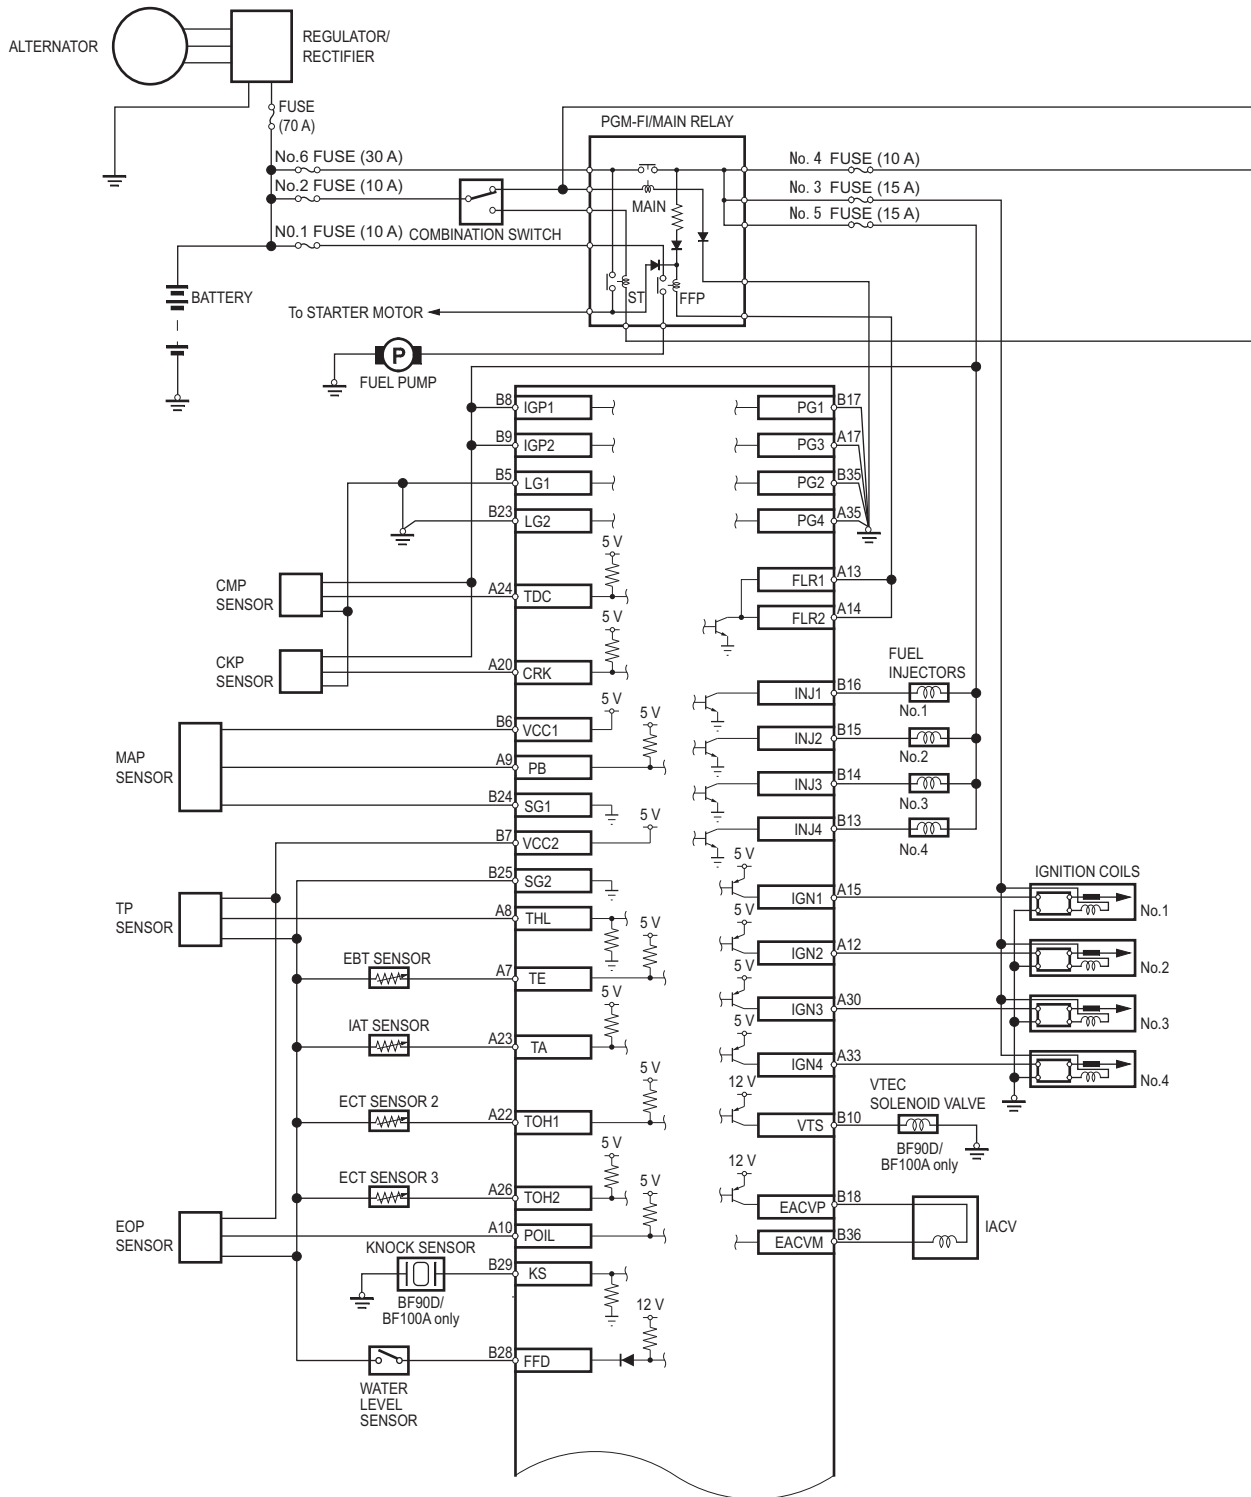 ALTERNATOR
REGULATOR/
RECTIFIER
FUSE
(70 A)
PGM-FI/MAIN RELAY
No.6 FUSE (30 A)
No. 4 FUSE (10 A)
No.2 FUSE (10 A)
No. 3 FUSE (15 A)
MAIN
No. 5 FUSE (15 A)
N0.1 FUSE (10 A)
COMBINATION SWITCH
BATTERY
ST
FFP
To STARTER MOTOR
P
FUEL PUMP
B8
IGP1
PG1
B17
B9
IGP2
PG3
A17
B5
LG1
PG2
B35
B23
LG2
PG4
A35
5 V
CMP
SENSOR
A24
TDC
FLR1
A13
5 V
FLR2
A14
CKP
SENSOR
A20
CRK
FUEL
INJECTORS
5 V
INJ1
B16
No.1
B6
VCC1
5 V
INJ2
B15
No.2
MAP
SENSOR
A9
PB
INJ3
B14
No.3
B24
SG1
5 V
INJ4
B13
No.4
B7
VCC2
5 V
B25
SG2
IGNITION COILS
IGN1
A15
No.1
TP
SENSOR
A8
THL
5 V
5 V
IGN2
A12
No.2
EBT SENSOR
A7
TE
5 V
5 V
IGN3
A30
No.3
IAT SENSOR
A23
TA
5 V
IGN4
A33
No.4
5 V
12 V
VTEC
SOLENOID VALVE
ECT SENSOR 2
A22
TOH1
VTS
B10
BF90D/
BF100A only
5 V
12 V
ECT SENSOR 3
A26
TOH2
5 V
EACVP
B18
IACV
EOP
SENSOR
A10
POIL
EACVM
B36
KNOCK SENSOR
B29
KS
BF90D/
BF100A only
12 V
B28
FFD
WATER
LEVEL
SENSOR